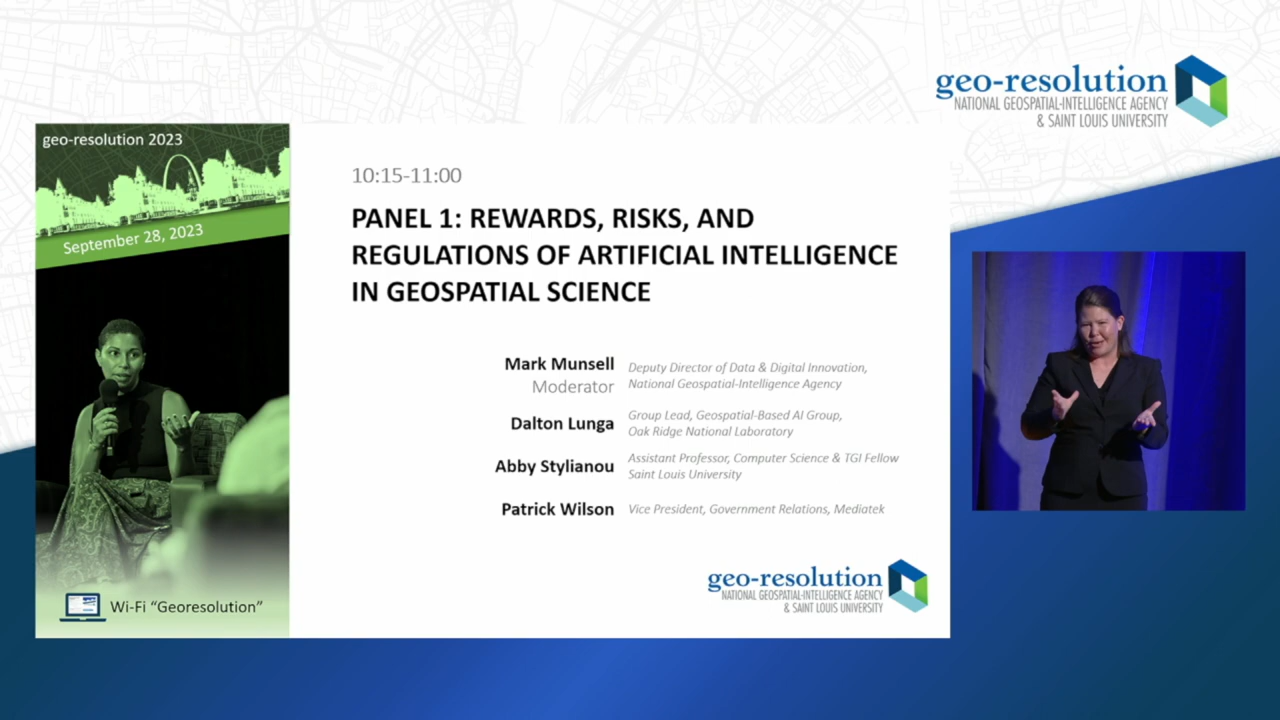 geo-resolution
NATIONAL GEOSPATIAL-INTELLIGENCE AGENCY
& SAINT LOUIS UNIVERSITY
geo-resolution 2023
September 28, 2023
Wi-Fi “Georesolution”
10:15-11:00
PANEL 1: REWARDS, RISKS, AND
REGULATIONS OF ARTIFICIAL INTELLIGENCE
IN GEOSPATIAL SCIENCE
Mark Munsell
Moderator
Deputy Director of Data & Digital Innovation,
National Geospatial-Intelligence Agency
Dalton Lunga
Group Lead, Geospatial-Based AI Group,
Oak Ridge National Laboratory
Abby Stylianou
Assistant Professor, Computer Science & TGI Fellow
Saint Louis University
Patrick Wilson
Vice President, Government Relations, Mediatek
geo-resolution
NATIONAL GEOSPATIAL-INTELLIGENCE AGENCY
& SAINT LOUIS UNIVERSITY